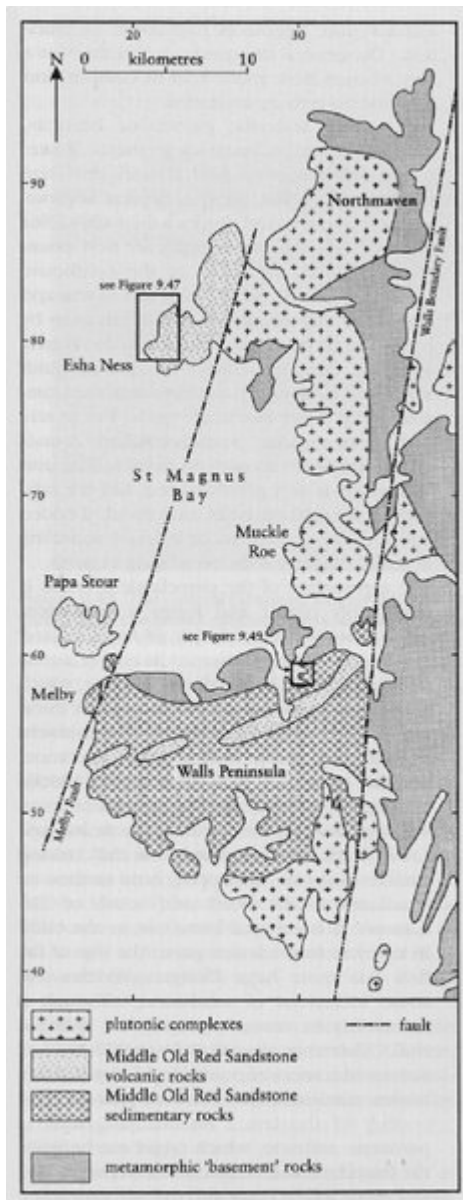 20
30
kilometres
0
10
N
90
Northmaven
Walls Boundary Fault
see Figure 9.47
80
Esha Ness
St Magnus
Bay
70
Muckle
Roe
Papa Stour
see Figure 9.49
60
Melby
Walls Peninsula
50
Melby Fault
40
plutonic complexes
fault
Middle Old Red Sandstone
volcanic rocks
Middle Old Red Sandstone
sedimentary rocks
metamorphic 'basement' rocks